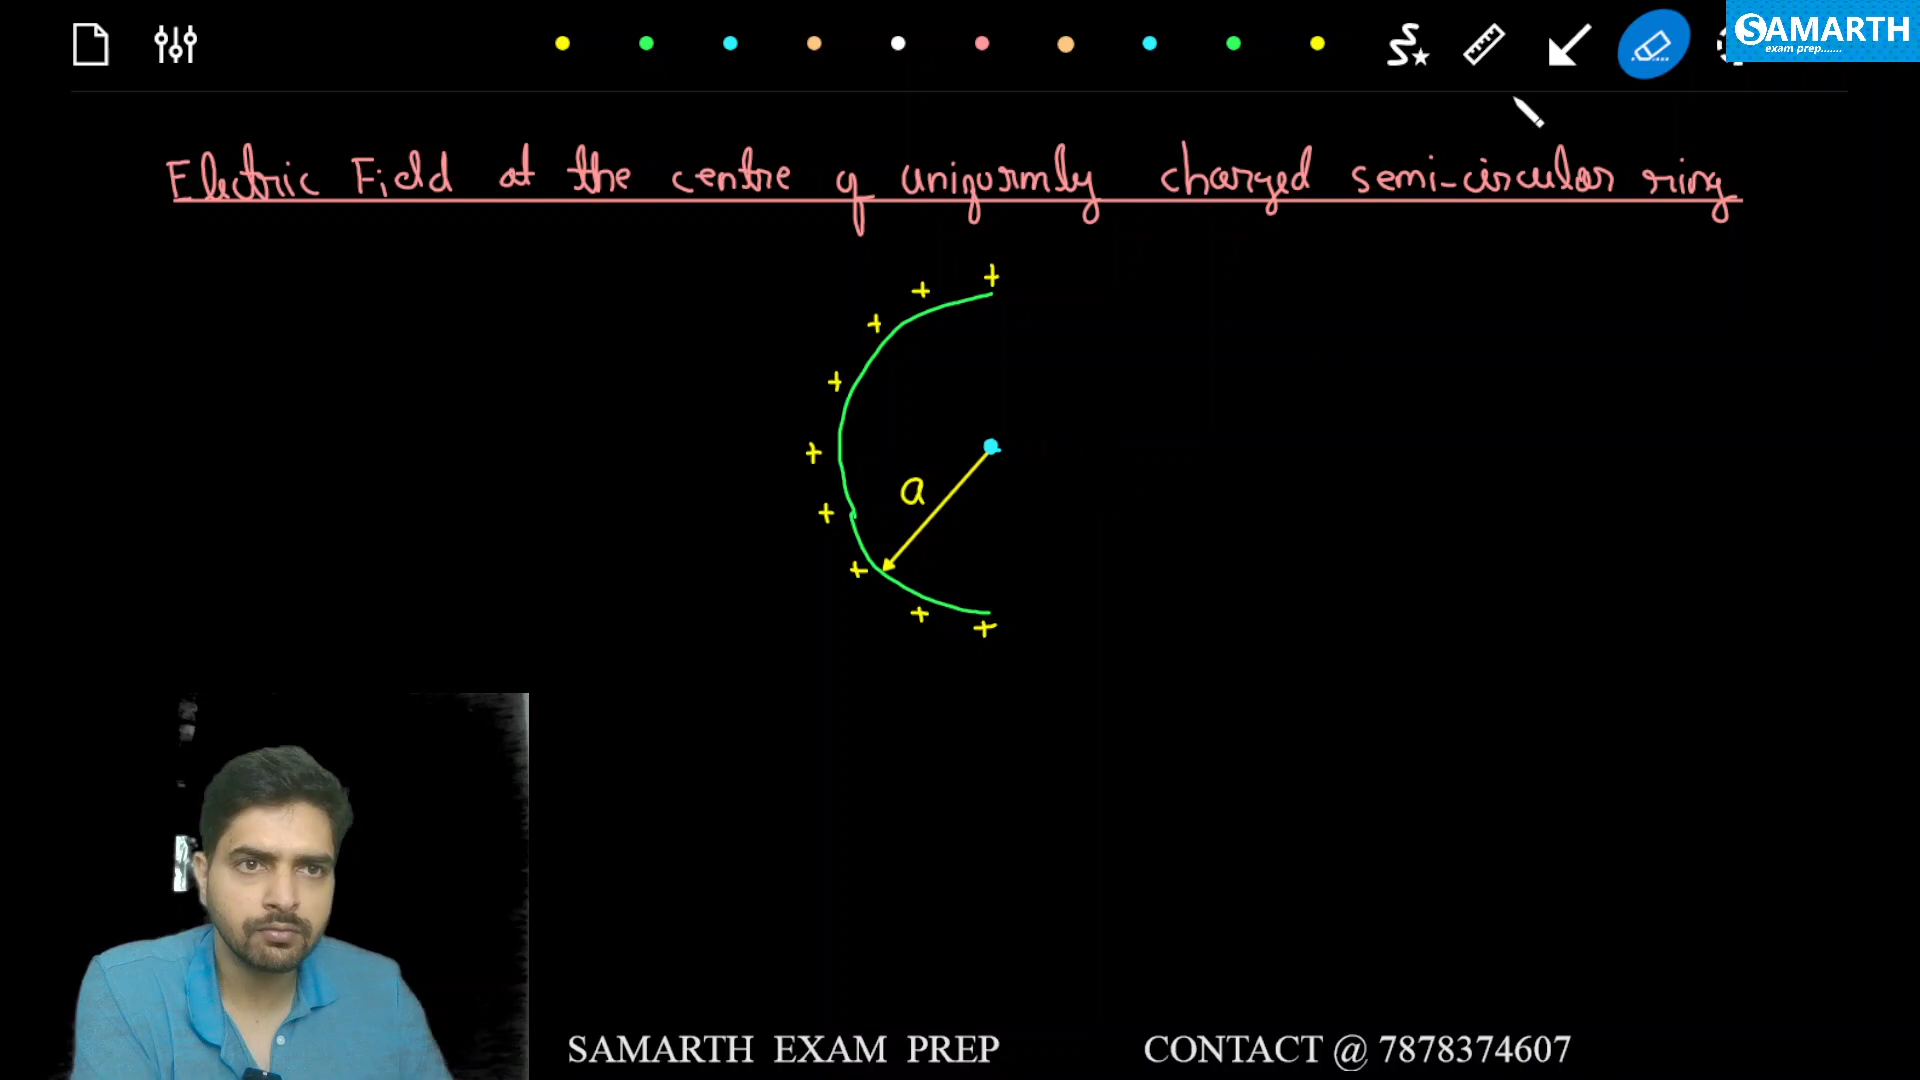 SAMARTH
exam prep.......
Electric Field at the centre of uniformly charged semi-circular ring
+ +
+
+
+
a
+
+
+
+
SAMARTH EXAM PREP CONTACT @ 7878374607